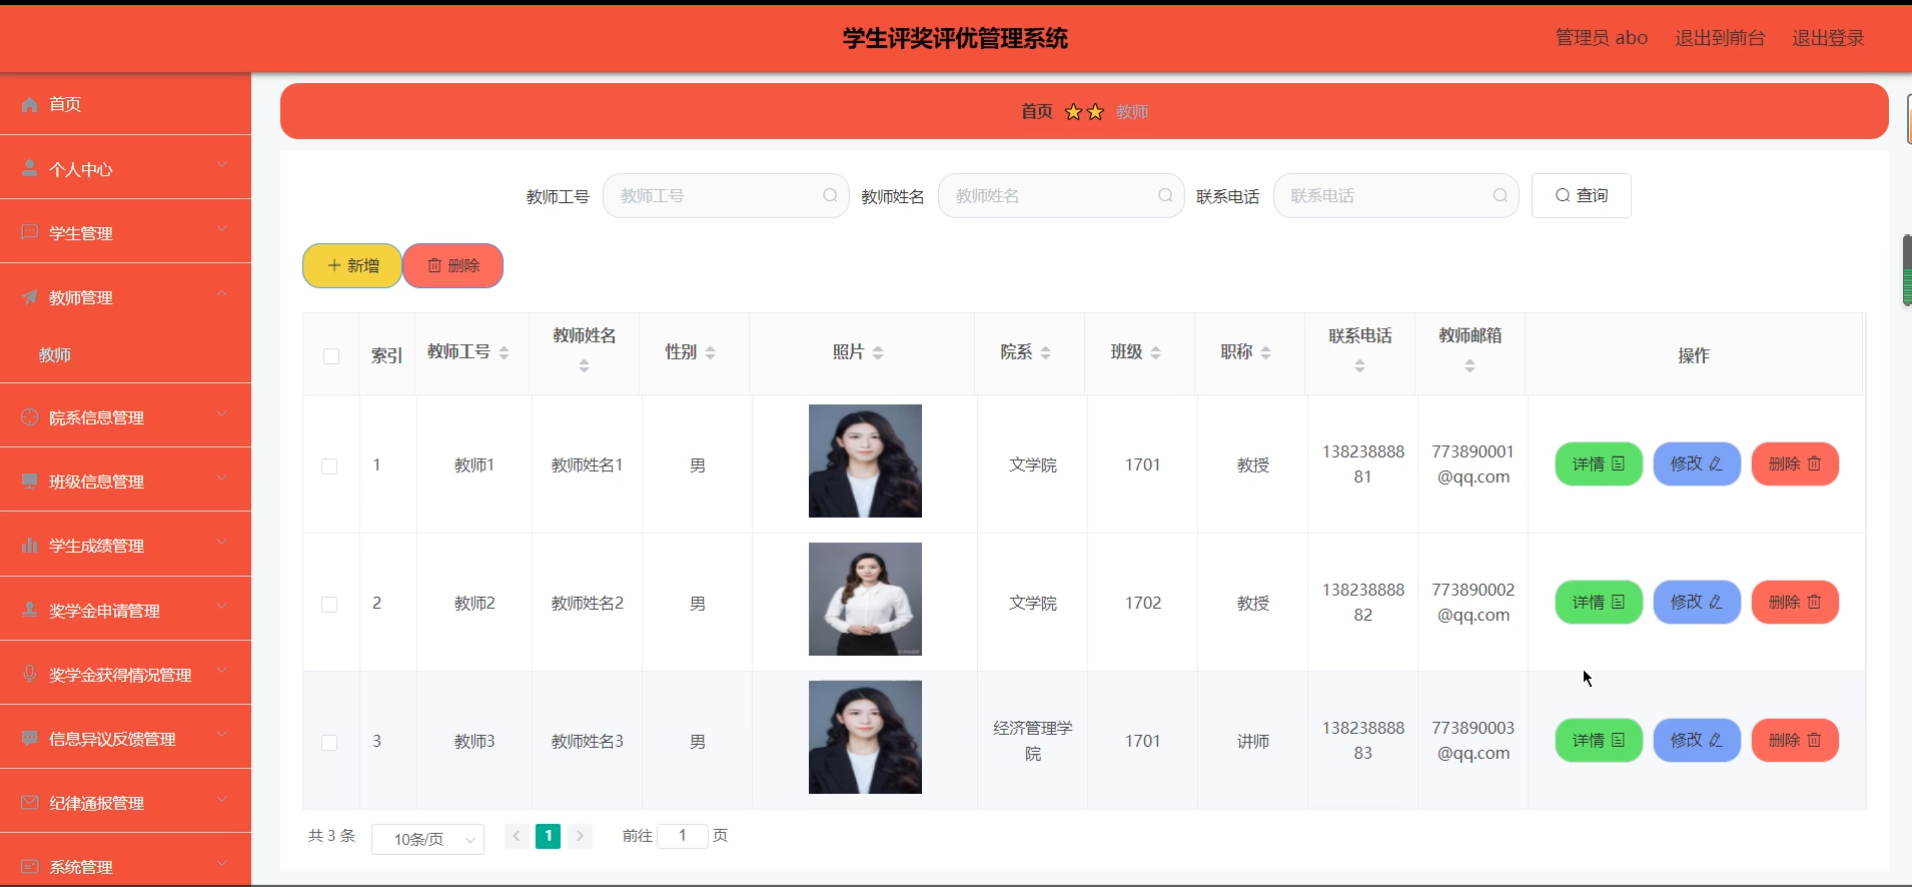 学生评奖评优管理系统
管理员 abo 退出到前台 退出登录
首页
个人中心
学生管理
教师管理
教师
院系信息管理
班级信息管理
学生成绩管理
奖学金申请管理
奖学金获得情况管理
信息异议反馈管理
纪律通报管理
系统管理
首页 教师
教师工号 教师工号 教师姓名 教师姓名 联系电话 联系电话 查询
新增 删除
索引 教师工号 教师姓名 性别 照片 院系 班级 职称 联系电话 教师邮箱 操作
1 教师1 教师姓名1 男 文学院 1701 教授 138238888 773890001 详情 修改 删除
81 @qq.com
2 教师2 教师姓名2 男 文学院 1702 教授 138238888 773890002 详情 修改 删除
82 @qq.com
3 教师3 教师姓名3 男 经济管理学 1701 讲师 138238888 773890003 详情 修改 删除
院 83 @qq.com
共 3 条 10条/页 1 前往 1 页